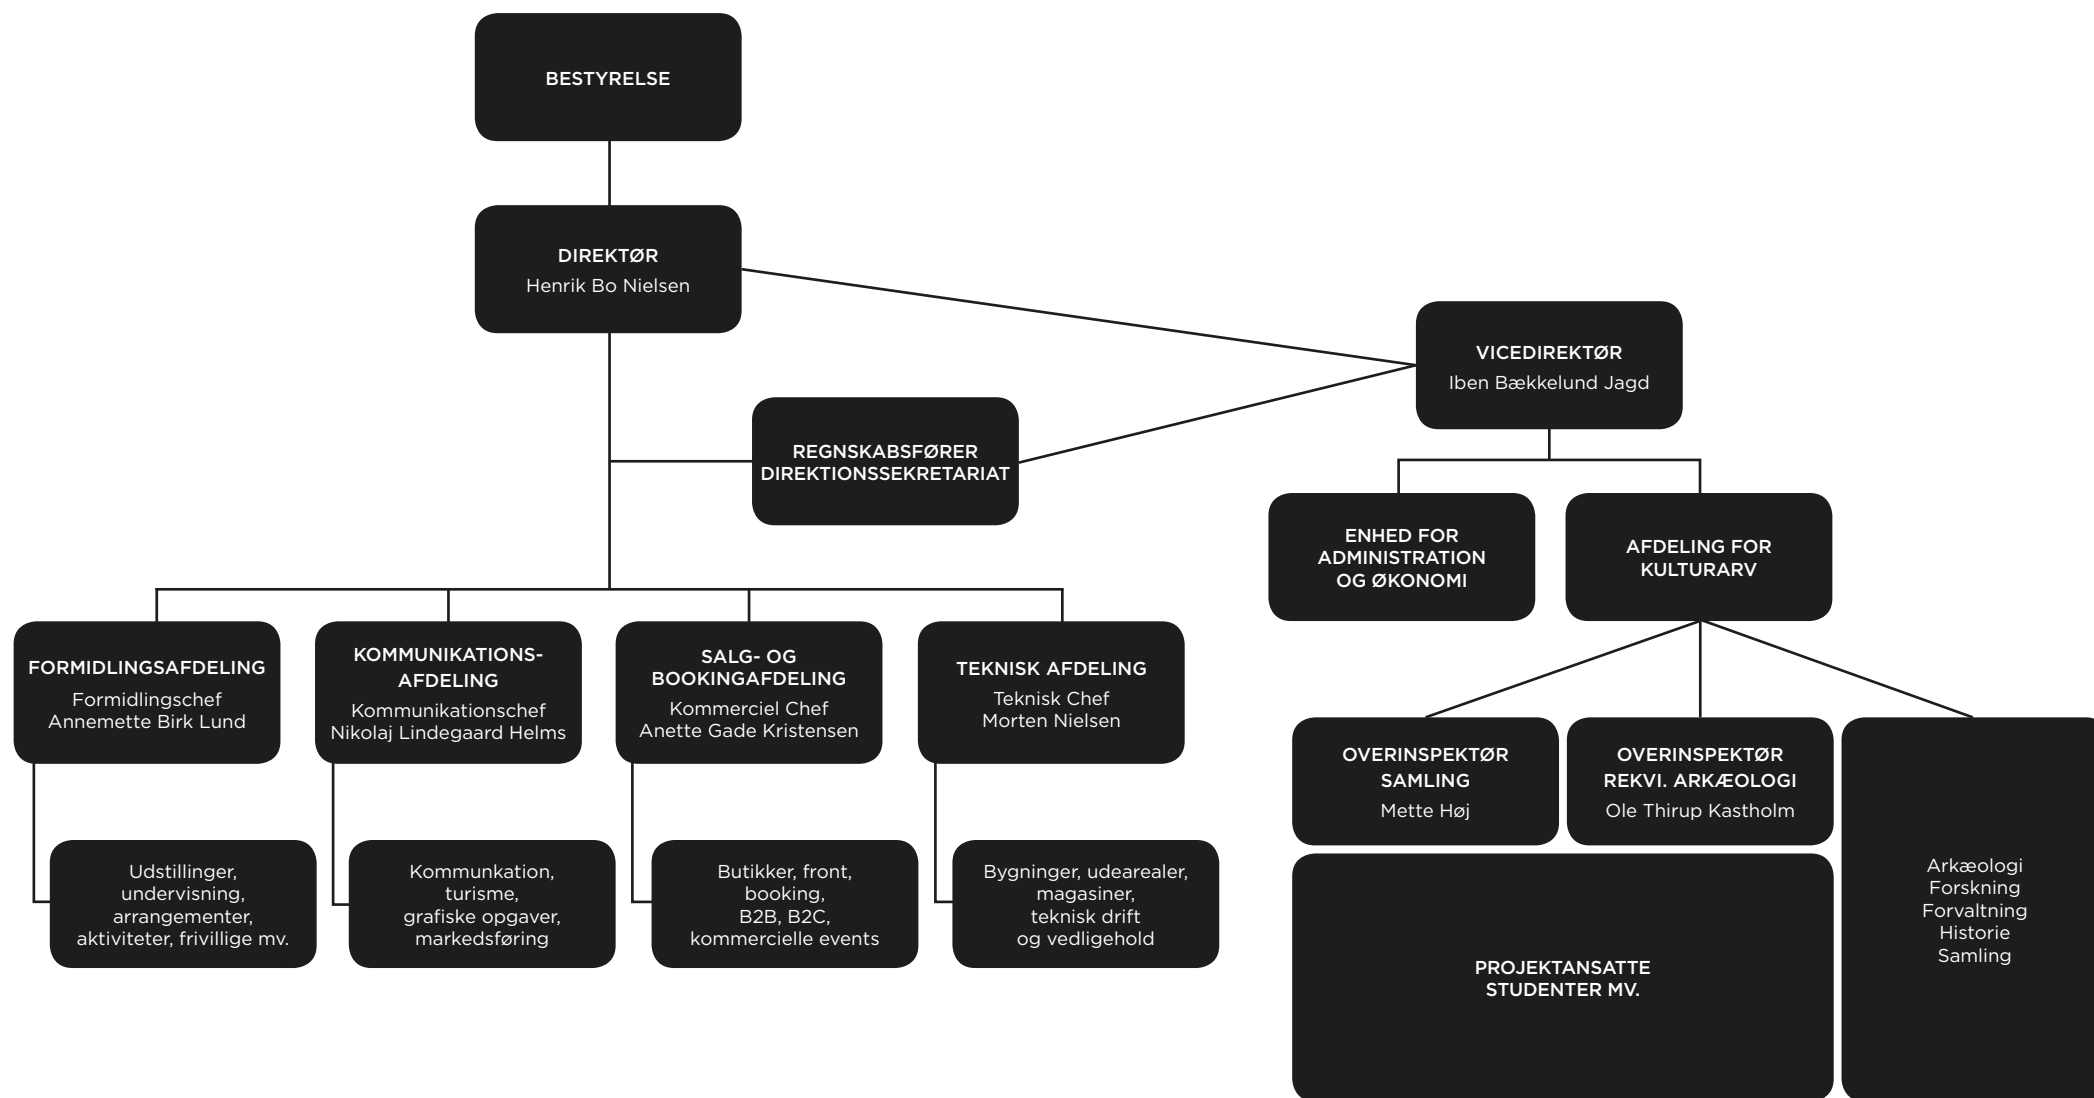 BESTYRELSE
DIREKTØR
Henrik Bo Nielsen
VICEDIREKTØR
Iben Bækkelund Jagd
REGNSKABSFØRER
DIREKTIONSSEKRETARIAT
ENHED FOR
ADMINISTRATION
OG ØKONOMI
AFDELING FOR
KULTURARV
FORMIDLINGSAFDELING
Formidlingschef
Annemette Birk Lund
KOMMUNIKATIONS-
AFDELING
Kommunikationschef
Nikolaj Lindegaard Helms
SALG- OG
BOOKINGAFDELING
Kommerciel Chef
Anette Gade Kristensen
TEKNISK AFDELING
Teknisk Chef
Morten Nielsen
OVERINSPEKTØR
SAMLING
Mette Høj
OVERINSPEKTØR
REKVI. ARKÆOLOGI
Ole Thirup Kastholm
Udstillinger,
undervisning,
arrangementer,
aktiviteter, frivillige mv.
Kommunkation,
turisme,
grafiske opgaver,
markedsføring
Butikker, front,
booking,
B2B, B2C,
kommercielle events
Bygninger, udearealer,
magasiner,
teknisk drift
og vedligehold
PROJEKTANSATTE
STUDENTER MV.
Arkæologi
Forskning
Forvaltning
Historie
Samling